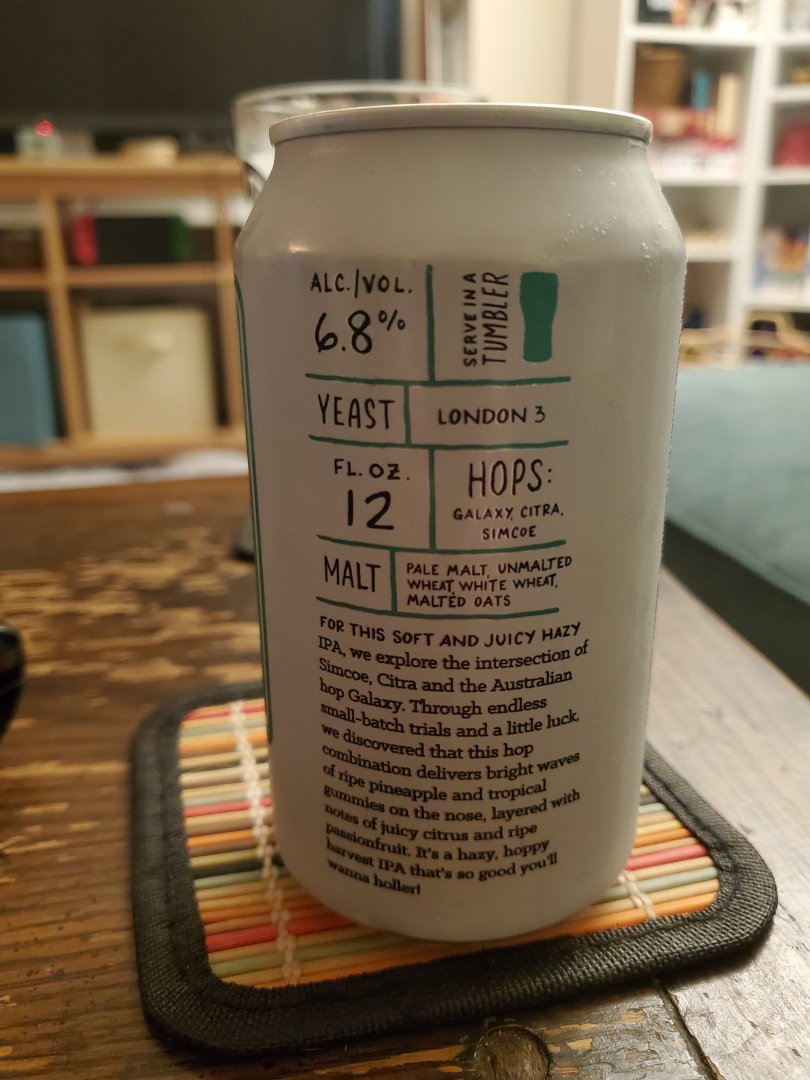 ALC./VOL.
6.8%
SERVE IN A
TUMBLER
YEAST
LONDON 3
FL. OZ.
12
HOPS:
GALAXY, CITRA,
SIMCOE
MALT
PALE MALT, UNMALTED
WHEAT, WHITE WHEAT,
MALTED OATS
FOR THIS SOFT AND JUICY HAZY
IPA, we explore the intersection of
Simcoe, Citra and the Australian
hop Galaxy. Through endless
small-batch trials and a little luck,
we discovered that this hop
combination delivers bright waves
of ripe pineapple and tropical
gummies on the nose, layered with
notes of juicy citrus and ripe
passionfruit. It's a hazy, hoppy
harvest IPA that's so good you'll
wanna holler!